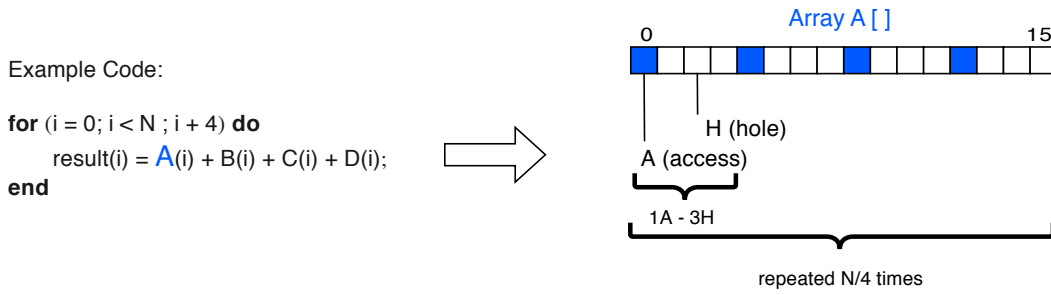 Example Code:
for (i = 0; i < N ; i + 4) do
result(i) = A(i) + B(i) + C(i) + D(i);
end
Array A [ ]
0
15
H (hole)
A (access)
1A - 3H
repeated N/4 times